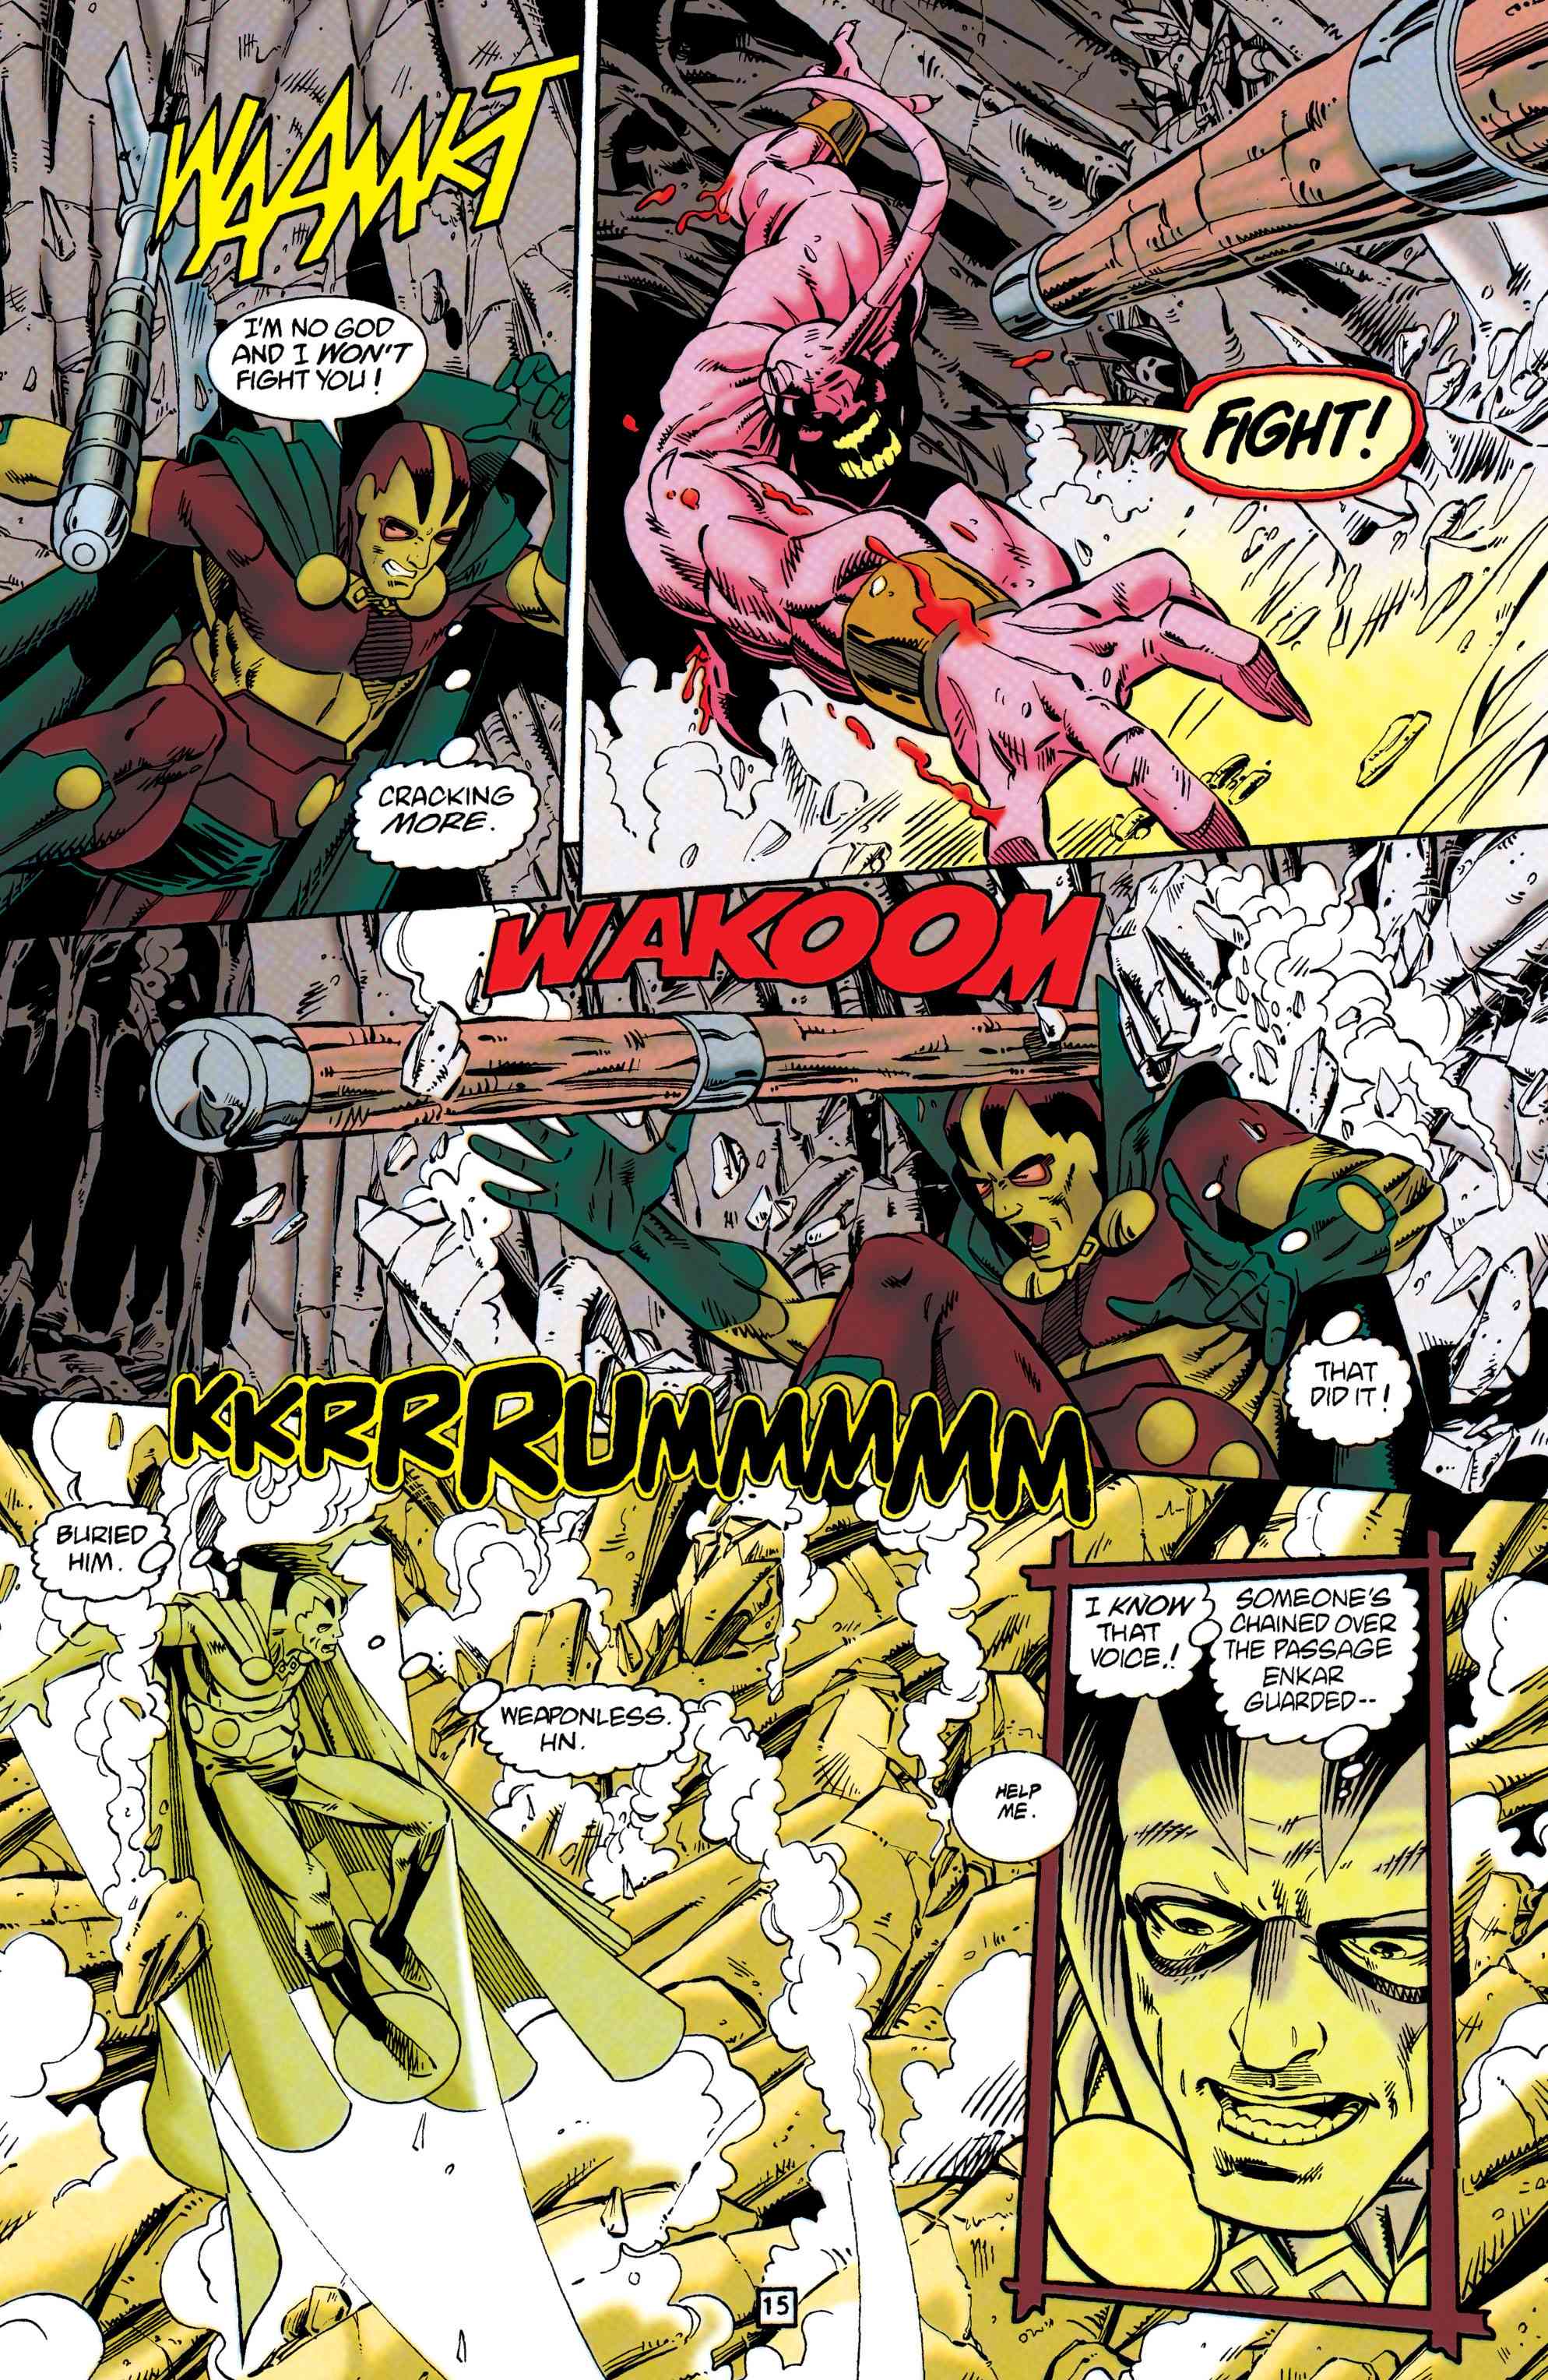 WAAMKT
I'M NO GOD
AND I WON'T
FIGHT YOU!
CRACKING
MORE.
FIGHT!
WAKOOM
THAT
DID IT!
KKRRRUMMMMMM
BURIED
HIM.
WEAPONLESS.
HN.
HELP
ME.
I KNOW
THAT
VOICE!
SOMEONE'S
CHAINED OVER
THE PASSAGE
ENKAR
GUARDED--
15